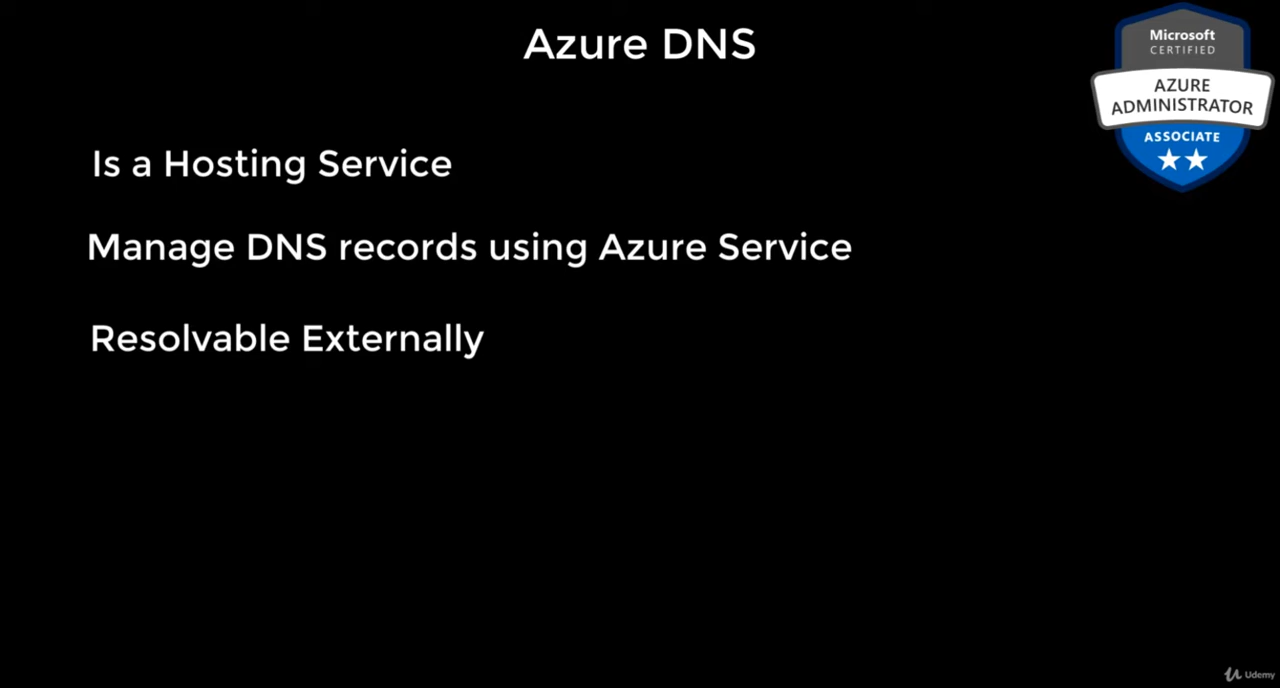 Azure DNS
Microsoft
CERTIFIED
AZURE
ADMINISTRATOR
ASSOCIATE
Is a Hosting Service
Manage DNS records using Azure Service
Resolvable Externally
Udemy